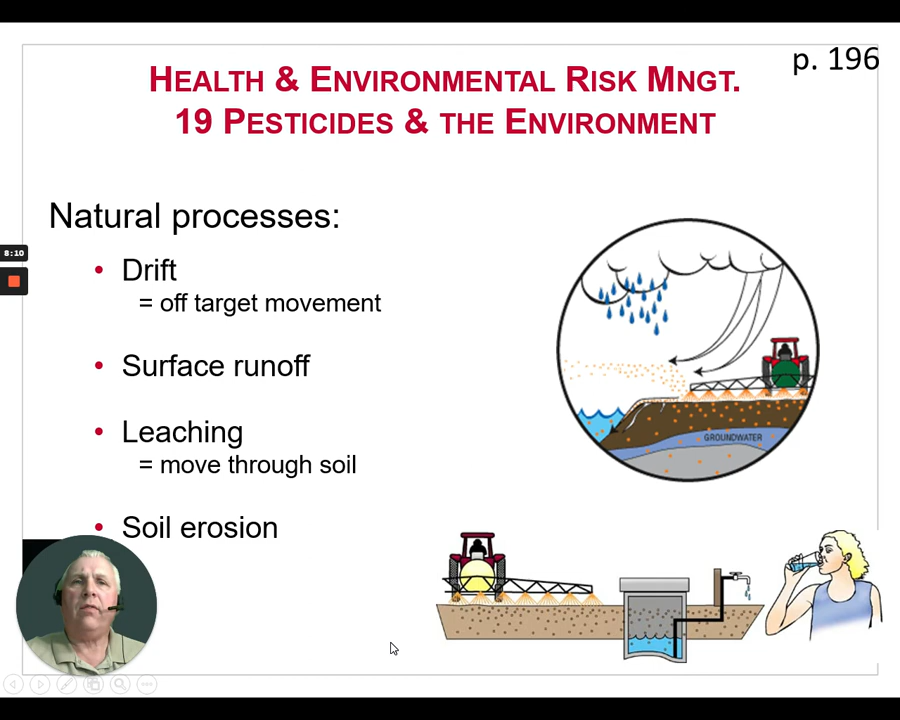 p. 196
HEALTH & ENVIRONMENTAL RISK MNGT.
19 PESTICIDES & THE ENVIRONMENT
Natural processes:
• Drift
= off target movement
8:10
• Surface runoff
• Leaching
= move through soil
• Soil erosion
GROUNDWATER